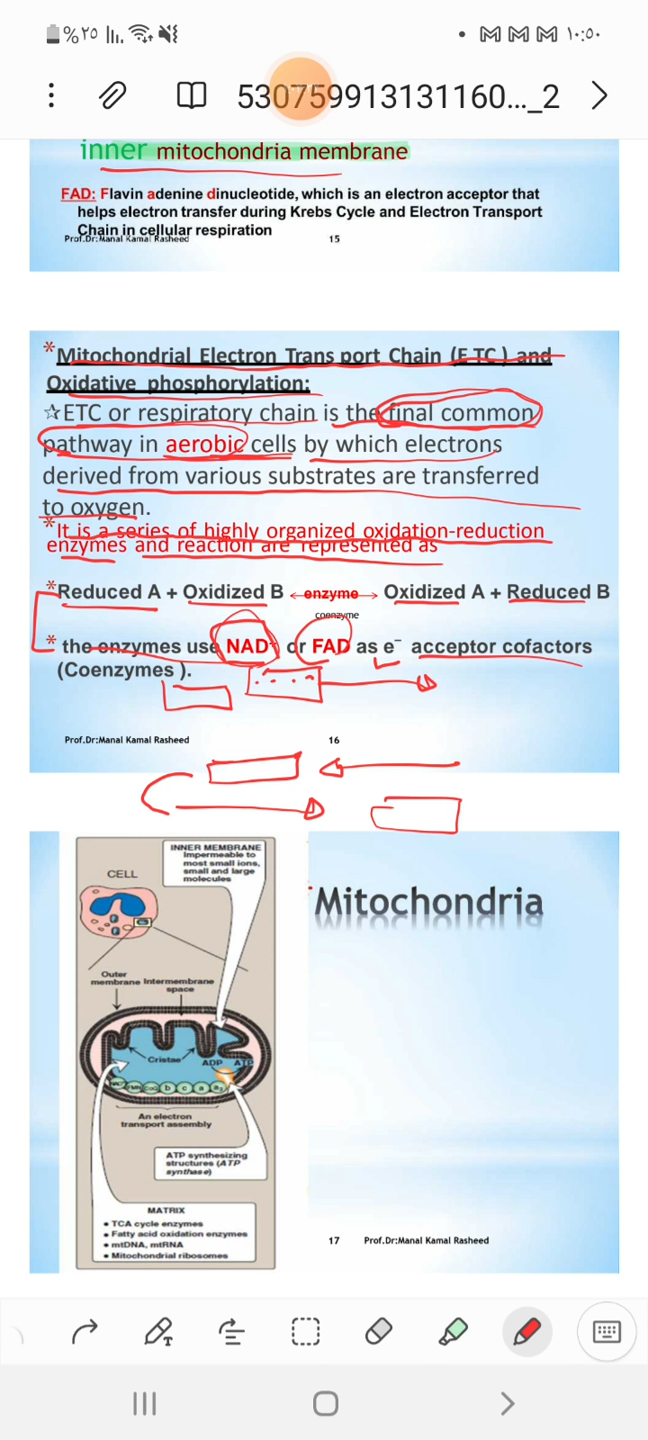 %٢٥
١٠:٥٠
530759913131160..._2
inner mitochondria membrane
FAD: Flavin adenine dinucleotide, which is an electron acceptor that
helps electron transfer during Krebs Cycle and Electron Transport
Chain in cellular respiration
Prof.Dr:Manal Kamal Rasheed
15
*Mitochondrial Electron Trans port Chain (E TC ) and
Oxidative phosphorylation:
☆ETC or respiratory chain is the final common
pathway in aerobic cells by which electrons
derived from various substrates are transferred
to oxygen.
*It is a series of highly organized oxidation-reduction
enzymes and reaction are represented as
*Reduced A + Oxidized B ←enzyme→ Oxidized A + Reduced B
coenzyme
* the enzymes use NAD⁺ or FAD as e⁻ acceptor cofactors
(Coenzymes ).
Prof.Dr:Manal Kamal Rasheed
16
INNER MEMBRANE
Impermeable to
most small ions,
small and large
molecules
CELL
Outer
membrane
Intermembrane
space
Cristae
ADP
ATP
CoQ b c a a₃
An electron
transport assembly
ATP synthesizing
structures (ATP
synthase)
MATRIX
• TCA cycle enzymes
• Fatty acid oxidation enzymes
• mtDNA, mtRNA
• Mitochondrial ribosomes
Mitochondria
17
Prof.Dr:Manal Kamal Rasheed